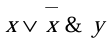 x ∨ x̄ & y